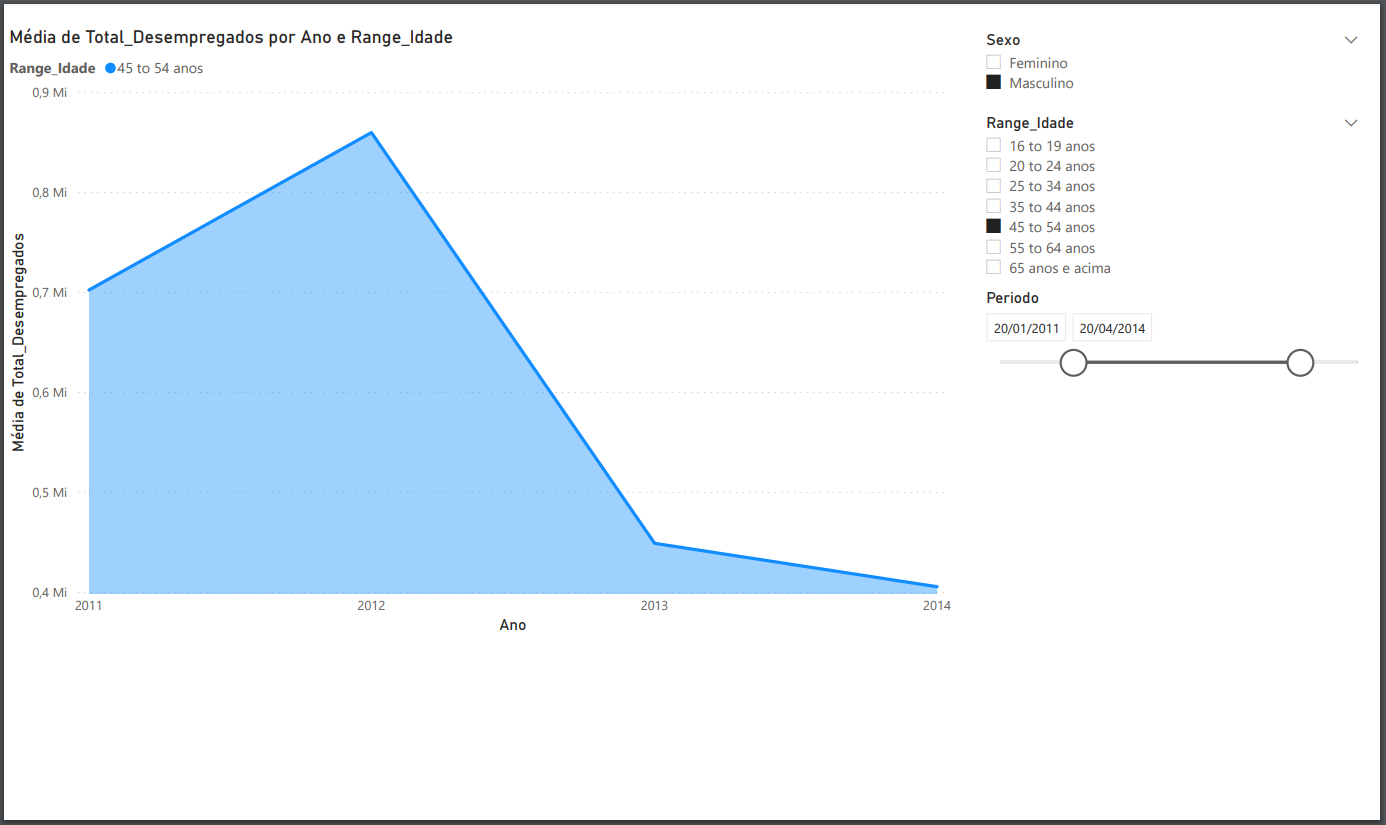 Média de Total_Desempregados por Ano e Range_Idade
Range_Idade 45 to 54 anos
0,9 Mi
0,8 Mi
0,7 Mi
0,6 Mi
0,5 Mi
0,4 Mi
Média de Total_Desempregados
2011 2012 2013 2014
Ano
Sexo
Feminino
Masculino
Range_Idade
16 to 19 anos
20 to 24 anos
25 to 34 anos
35 to 44 anos
45 to 54 anos
55 to 64 anos
65 anos e acima
Periodo
20/01/2011 20/04/2014